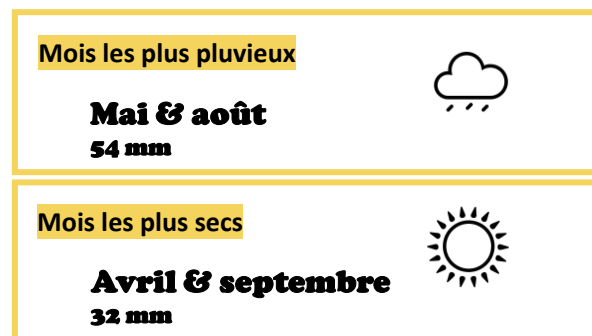 Mois les plus pluvieux
Mai & août
54 mm
Mois les plus secs
Avril & septembre
32 mm